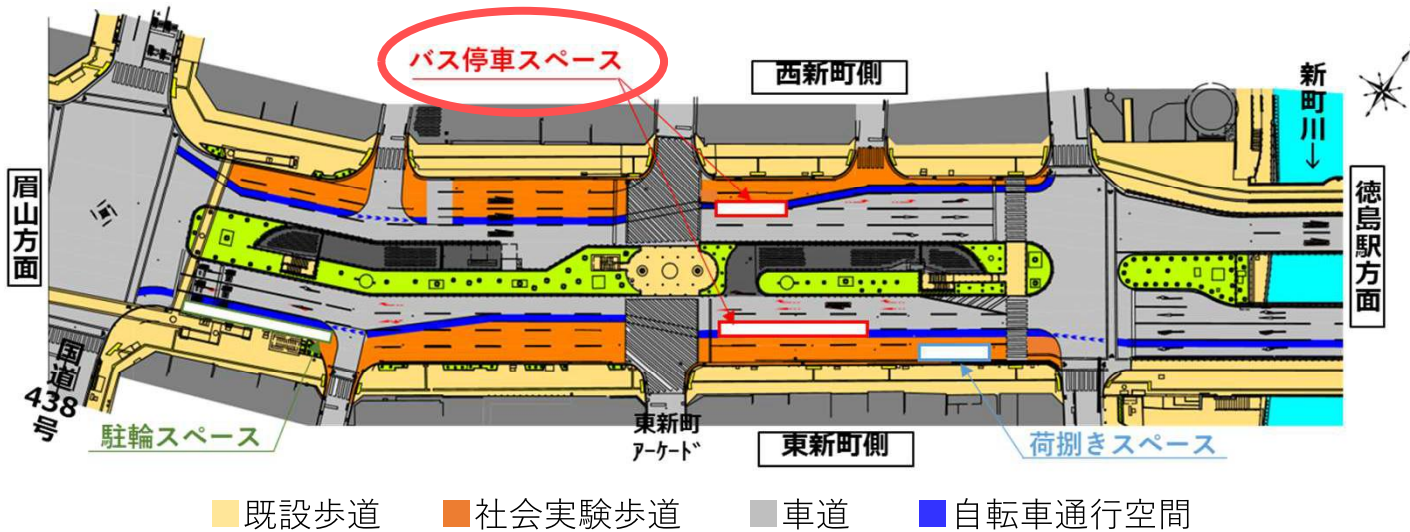 バス停車スペース
西新町側
新町川→
眉山方面
徳島駅方面
国道
438
号
駐輪スペース
東新町
アーケード
東新町側
荷捌きスペース
既設歩道
社会実験歩道
車道
自転車通行空間